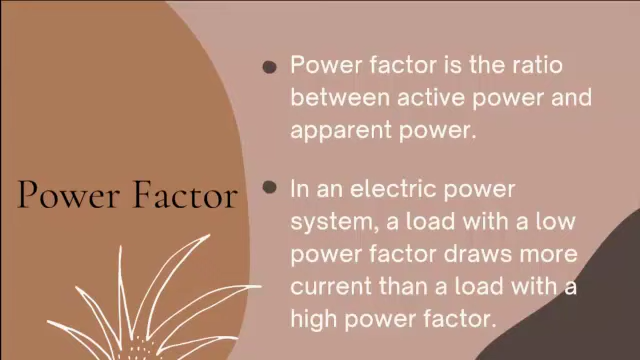 Power Factor
Power factor is the ratio
between active power and
apparent power.
In an electric power
system, a load with a low
power factor draws more
current than a load with a
high power factor.